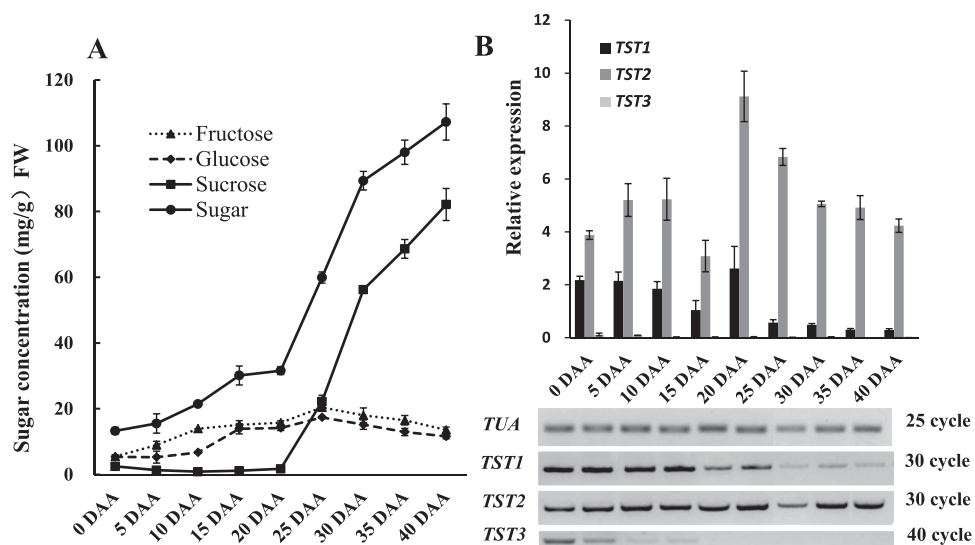 A
Sugar concentration (mg/g）FW
120
100
80
60
40
20
0
Fructose
Glucose
Sucrose
Sugar
0 DAA
5 DAA
10 DAA
15 DAA
20 DAA
25 DAA
30 DAA
35 DAA
40 DAA
B
Relative expression
12
10
8
6
4
2
0
TST1
TST2
TST3
0 DAA
5 DAA
10 DAA
15 DAA
20 DAA
25 DAA
30 DAA
35 DAA
40 DAA
TUA 25 cycle
TST1 30 cycle
TST2 30 cycle
TST3 40 cycle